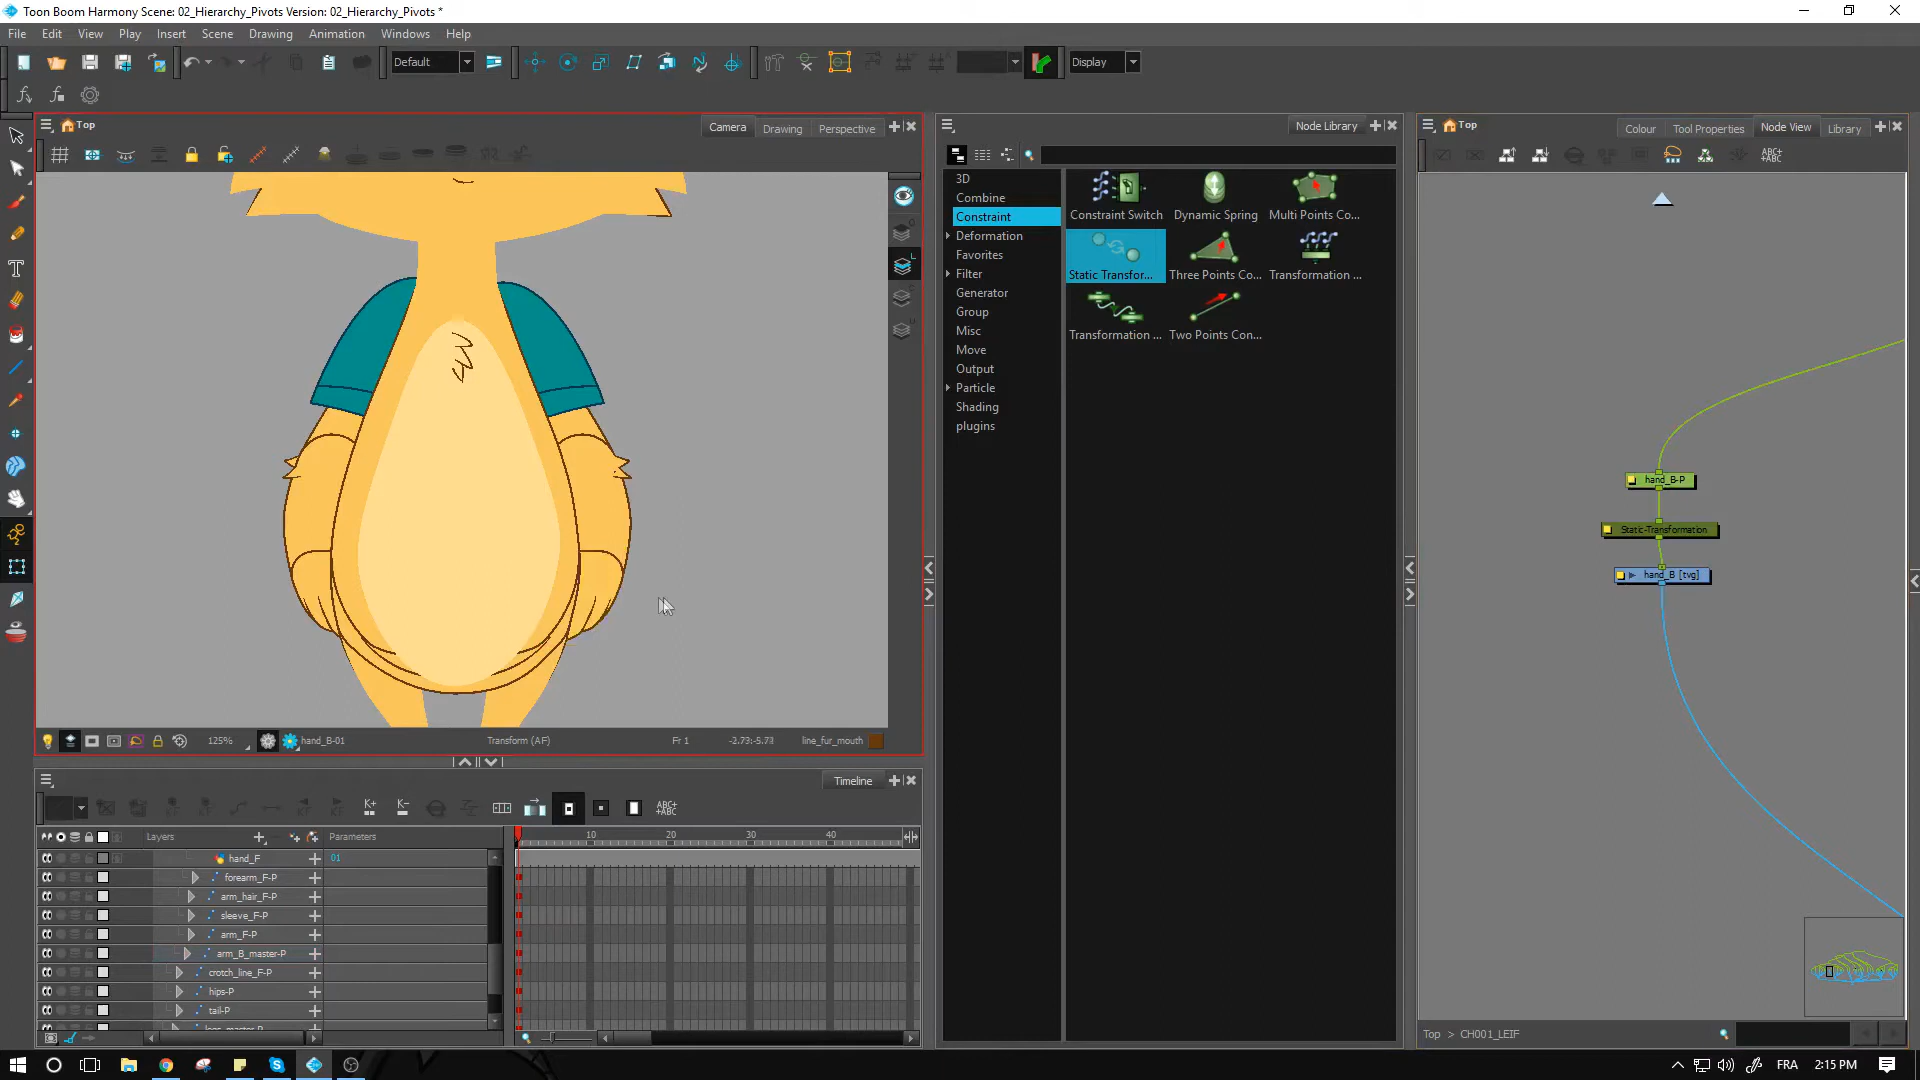 Toon Boom Harmony Scene: 02_Hierarchy_Pivots Version: 02_Hierarchy_Pivots *
File Edit View Play Insert Scene Drawing Animation Windows Help
Default
Display
Top
Camera
Drawing
Perspective
Node Library
Top
Colour
Tool Properties
Node View
Library
3D
Combine
Constraint
Deformation
Favorites
Filter
Generator
Group
Misc
Move
Output
Particle
Shading
plugins
Constraint Switch
Dynamic Spring
Multi Points Co...
Static Transfor...
Three Points Co...
Transformation ...
Transformation ...
Two Points Con...
hand_B-P
Static-Transformation
hand_B [tvg]
125%
hand_B-01
Transform (AF)
Fr 1
-2.73:-5.73
line_fur_mouth
Timeline
K+
K-
ABC+
+ABC
Layers
Parameters
10
20
30
40
hand_F
01
forearm_F-P
arm_hair_F-P
sleeve_F-P
arm_F-P
arm_B_master-P
crotch_line_F-P
hips-P
tail-P
Top > CH001_LEIF
FRA
2:15 PM